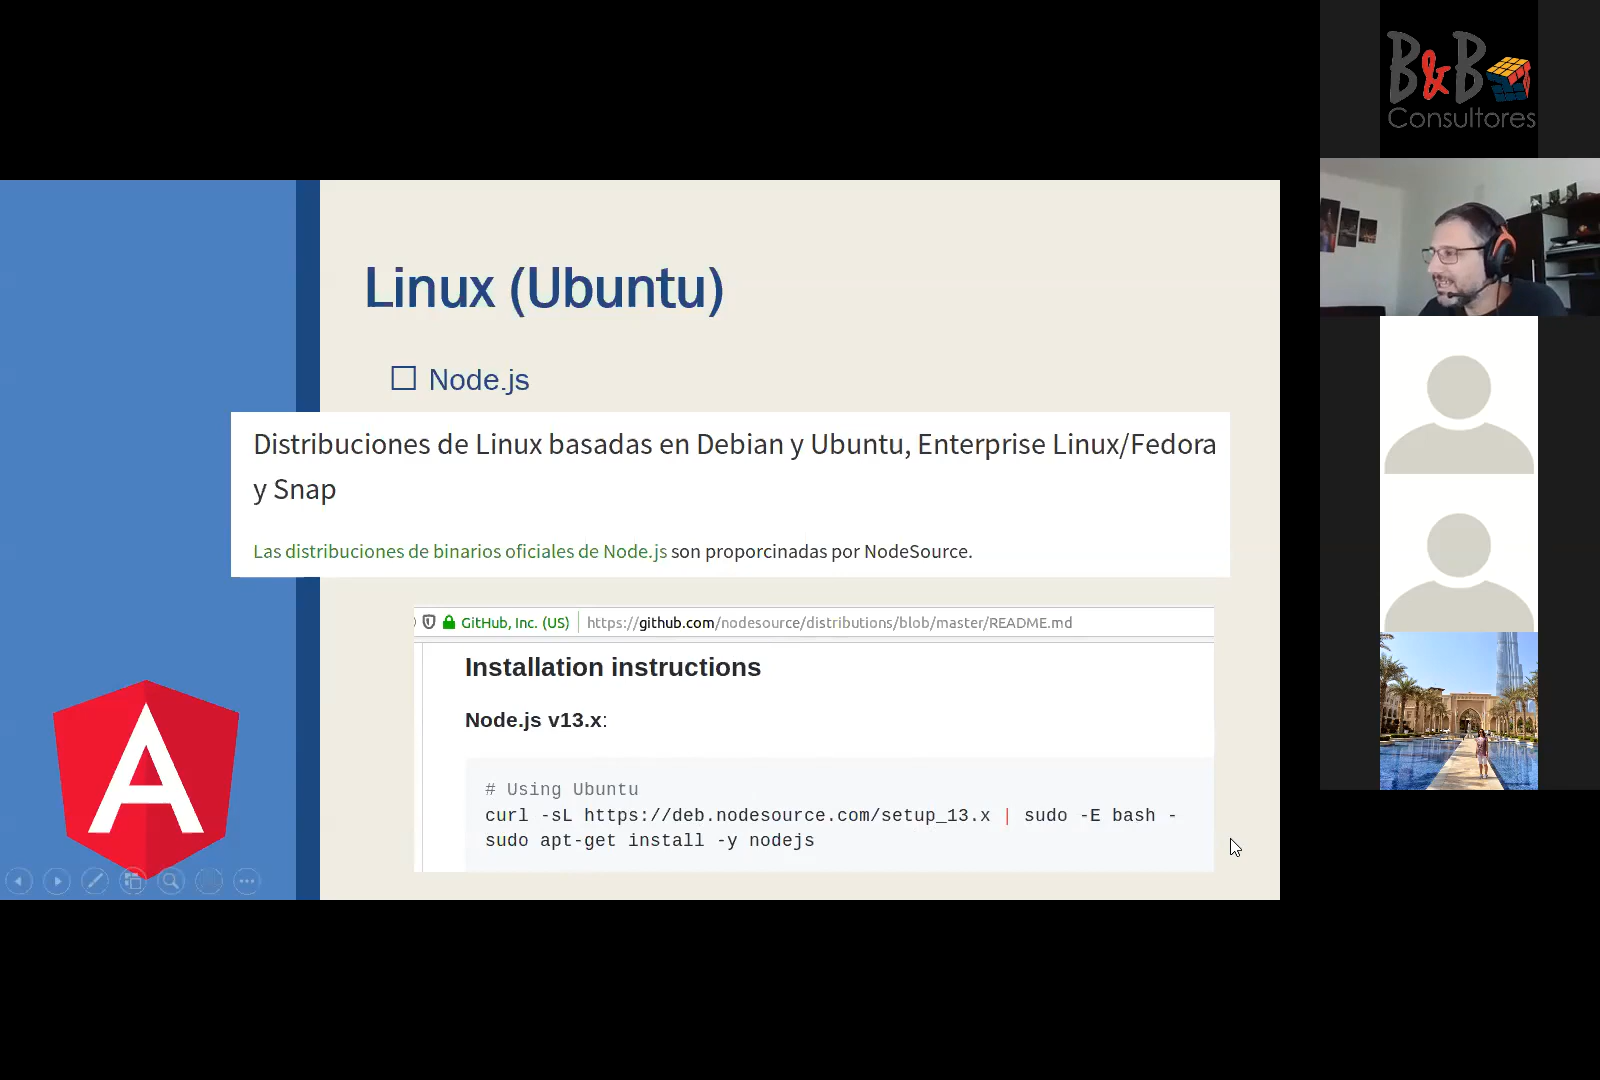 B&B
Consultores
Linux (Ubuntu)
Node.js
Distribuciones de Linux basadas en Debian y Ubuntu, Enterprise Linux/Fedora
y Snap
Las distribuciones de binarios oficiales de Node.js son proporcinadas por NodeSource.
GitHub, Inc. (US) https://github.com/nodesource/distributions/blob/master/README.md
Installation instructions
Node.js v13.x:
# Using Ubuntu
curl -sL https://deb.nodesource.com/setup_13.x | sudo -E bash -
sudo apt-get install -y nodejs
A